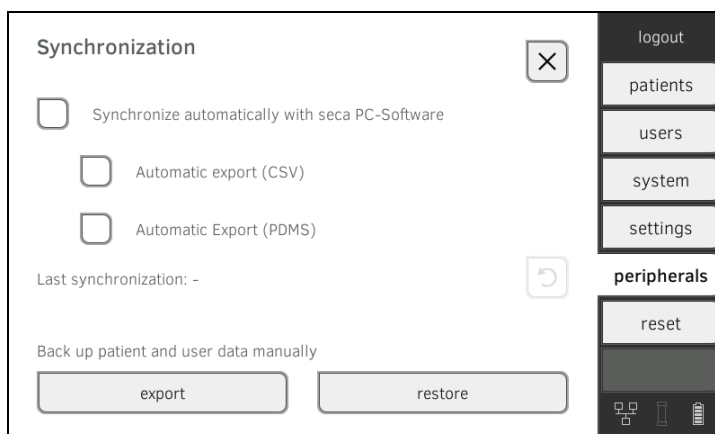 Synchronization
Synchronize automatically with seca PC-Software
Automatic export (CSV)
Automatic Export (PDMS)
Last synchronization: -
Back up patient and user data manually
export
restore
logout
patients
users
system
settings
peripherals
reset